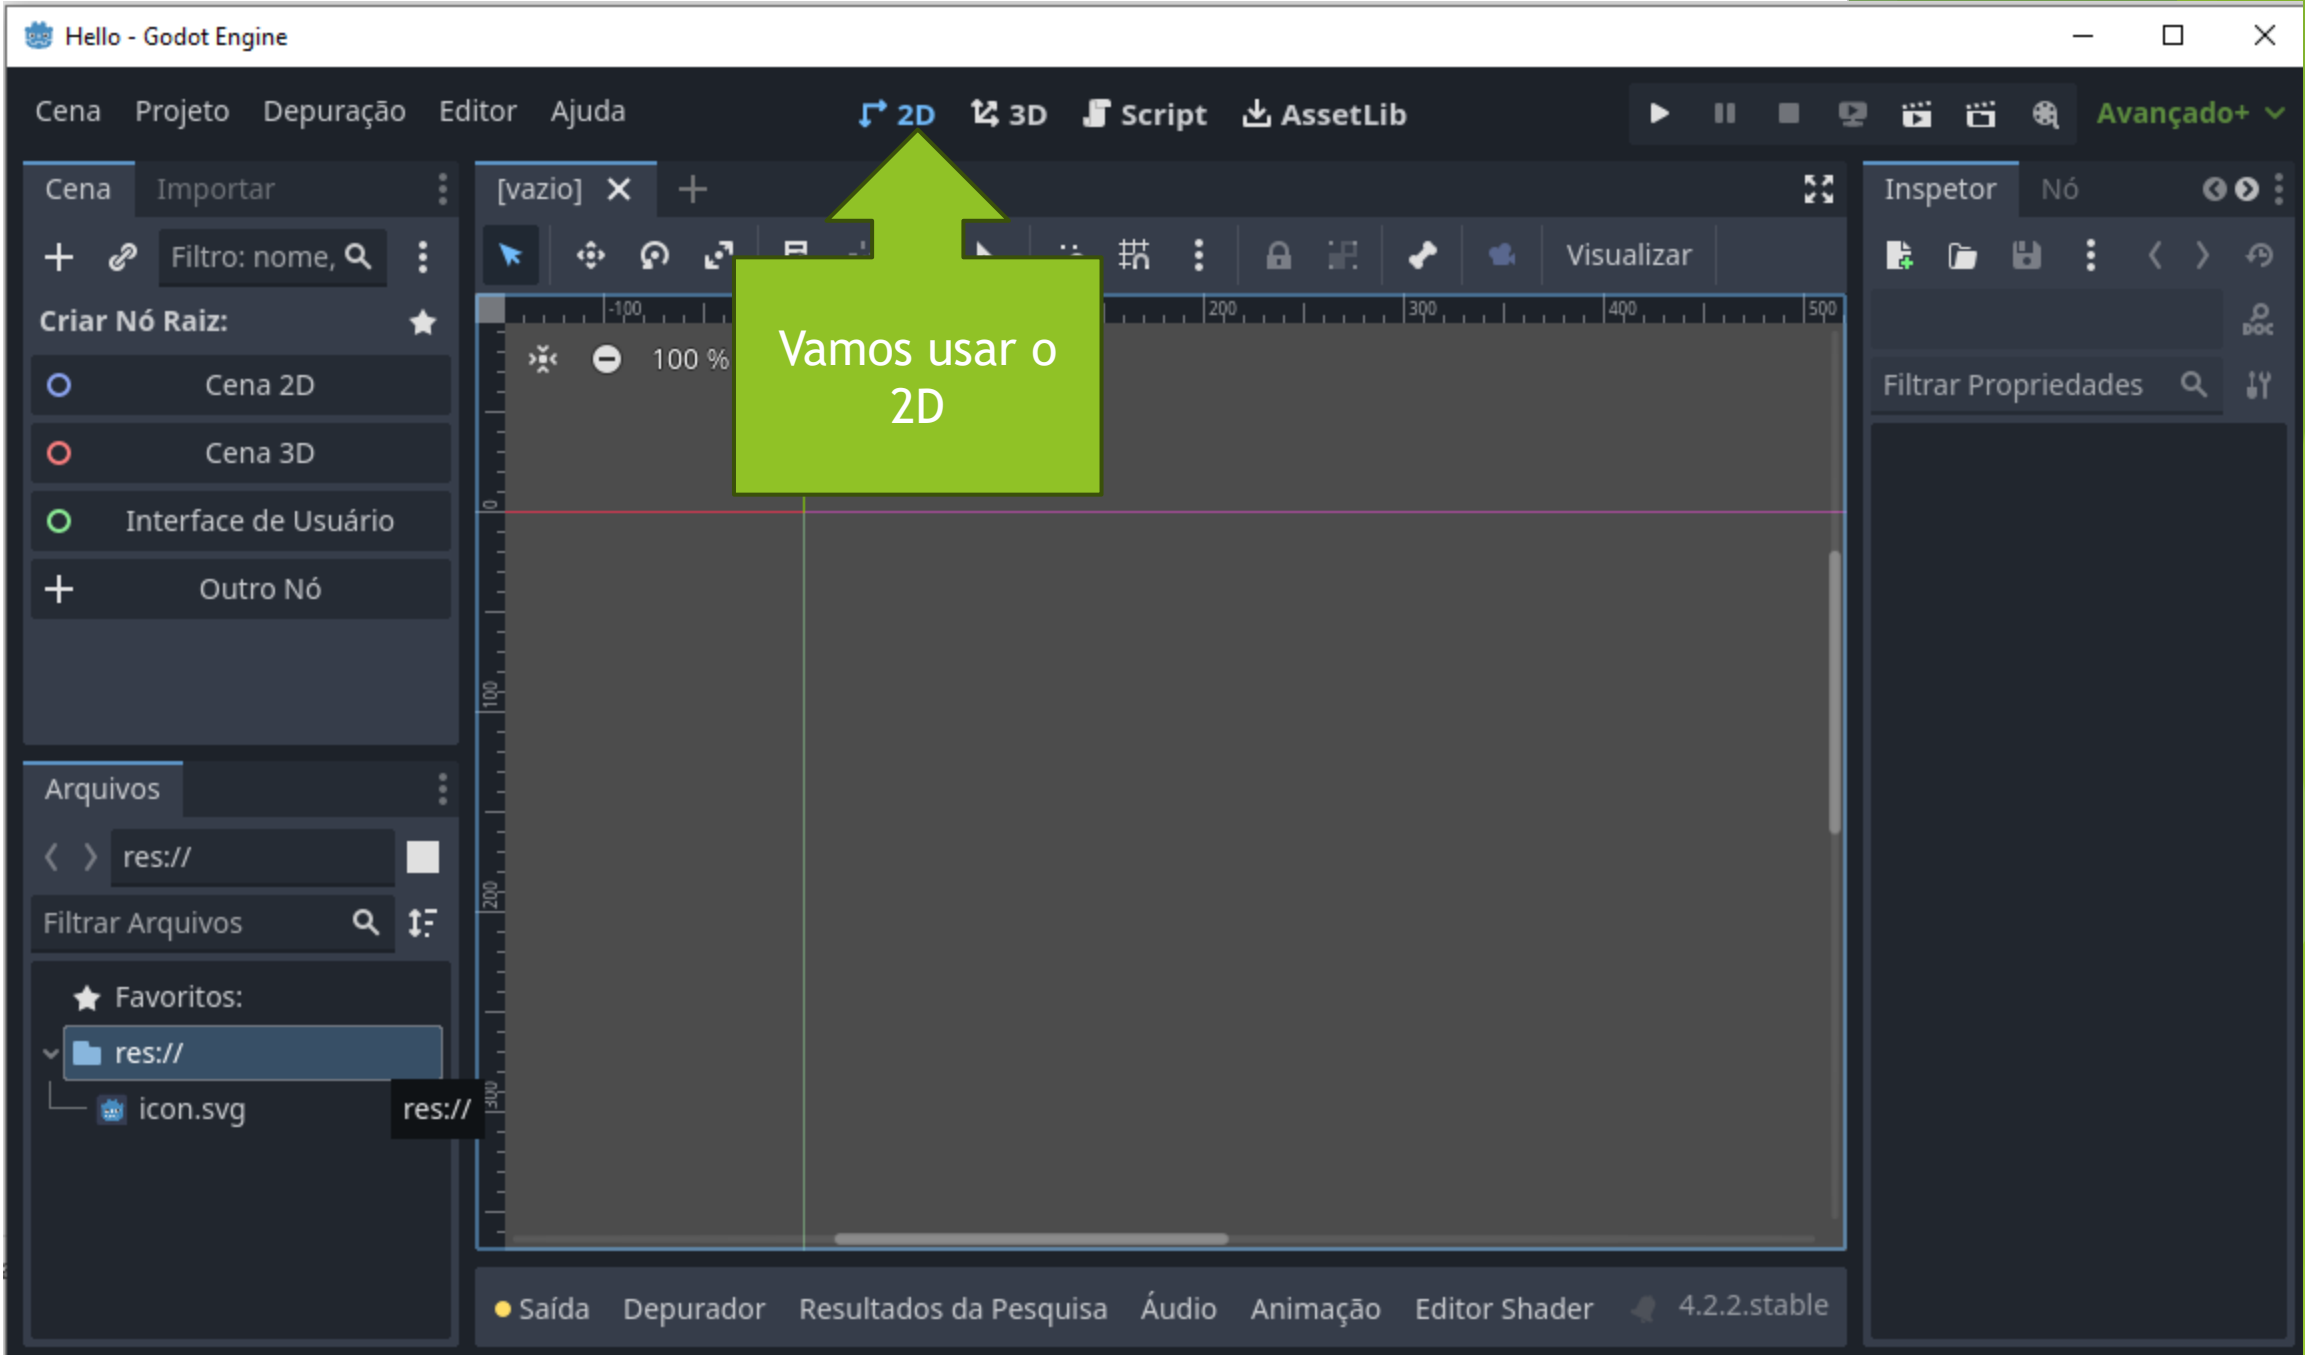 Hello - Godot Engine
Cena Projeto Depuração Editor Ajuda 2D 3D Script AssetLib Avançado+
Cena Importar
[vazio]
Inspetor Nó
Filtro: nome,
Visualizar
Criar Nó Raiz:
-100 200 300 400 500
DOC
100 %
Vamos usar o
2D
Cena 2D
Filtrar Propriedades
Cena 3D
Interface de Usuário
0
Outro Nó
100
Arquivos
res://
200
Filtrar Arquivos
Favoritos:
res://
icon.svg
res://
300
Saída Depurador Resultados da Pesquisa Áudio Animação Editor Shader 4.2.2.stable